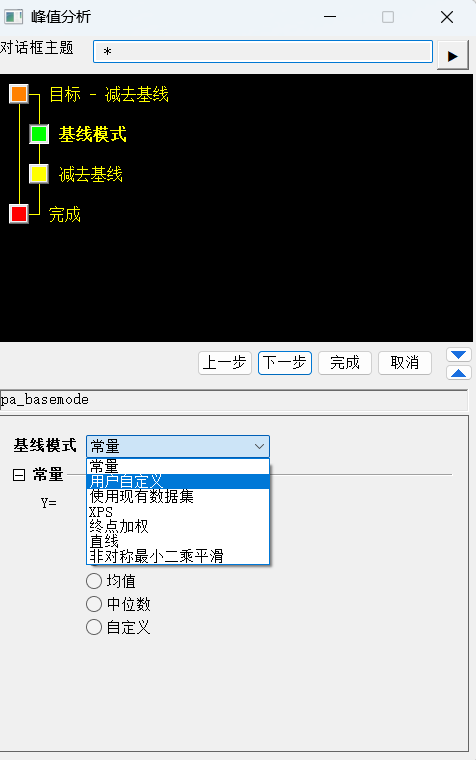 峰值分析
对话框主题 *
目标 - 减去基线
基线模式
减去基线
完成
上一步 下一步 完成 取消
pa_basemode
基线模式 常量
常量
常量
用户自定义
Y=
使用现有数据集
XPS
终点加权
直线
非对称最小二乘平滑
均值
中位数
自定义